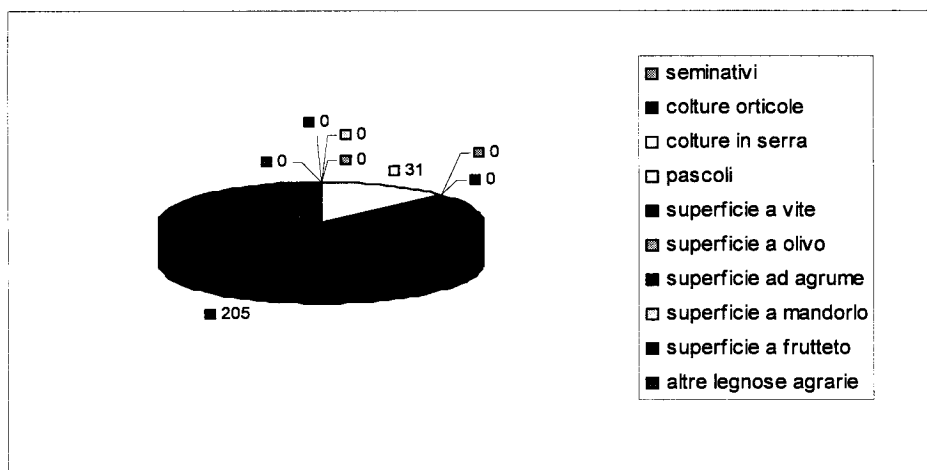 0
0
0
0
31
0
0
205
seminativi
colture orticole
colture in serra
pascoli
superficie a vite
superficie a olivo
superficie ad agrume
superficie a mandorlo
superficie a frutteto
altre legnose agrarie